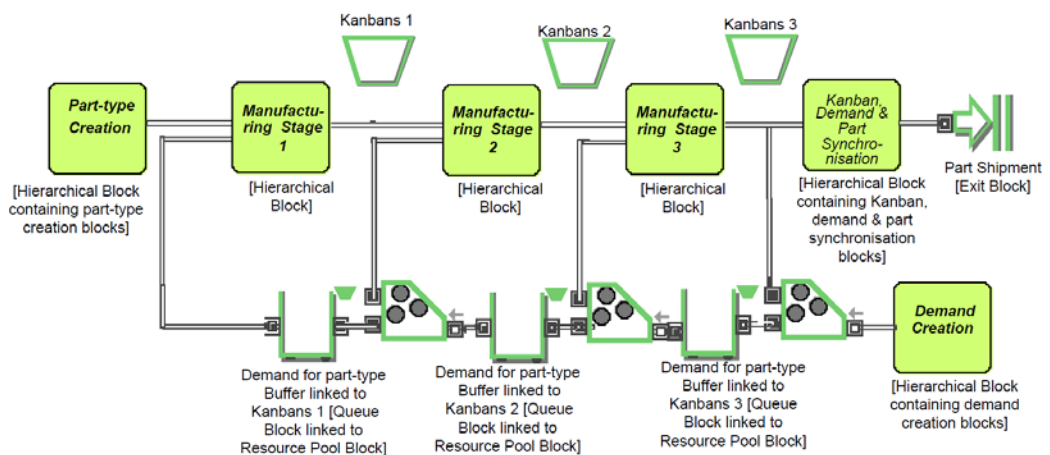 Kanbans 1
Kanbans 2
Kanbans 3
Part-type
Creation
Manufactu-
ring Stage
1
Manufactu-
ring Stage
2
Manufactu-
ring Stage
3
Kanban,
Demand &
Part
Synchro-
nisation
[Hierarchical Block
containing part-type
creation blocks]
[Hierarchical
Block]
[Hierarchical
Block]
[Hierarchical
Block]
[Hierarchical Block
containing Kanban,
demand & part
synchronisation
blocks]
Part Shipment
[Exit Block]
Demand for part-type
Buffer linked to
Kanbans 1 [Queue
Block linked to
Resource Pool Block]
Demand for part-type
Buffer linked to
Kanbans 2 [Queue
Block linked to
Resource Pool Block]
Demand for part-type
Buffer linked to
Kanbans 3 [Queue
Block linked to
Resource Pool Block]
Demand
Creation
[Hierarchical Block
containing demand
creation blocks]